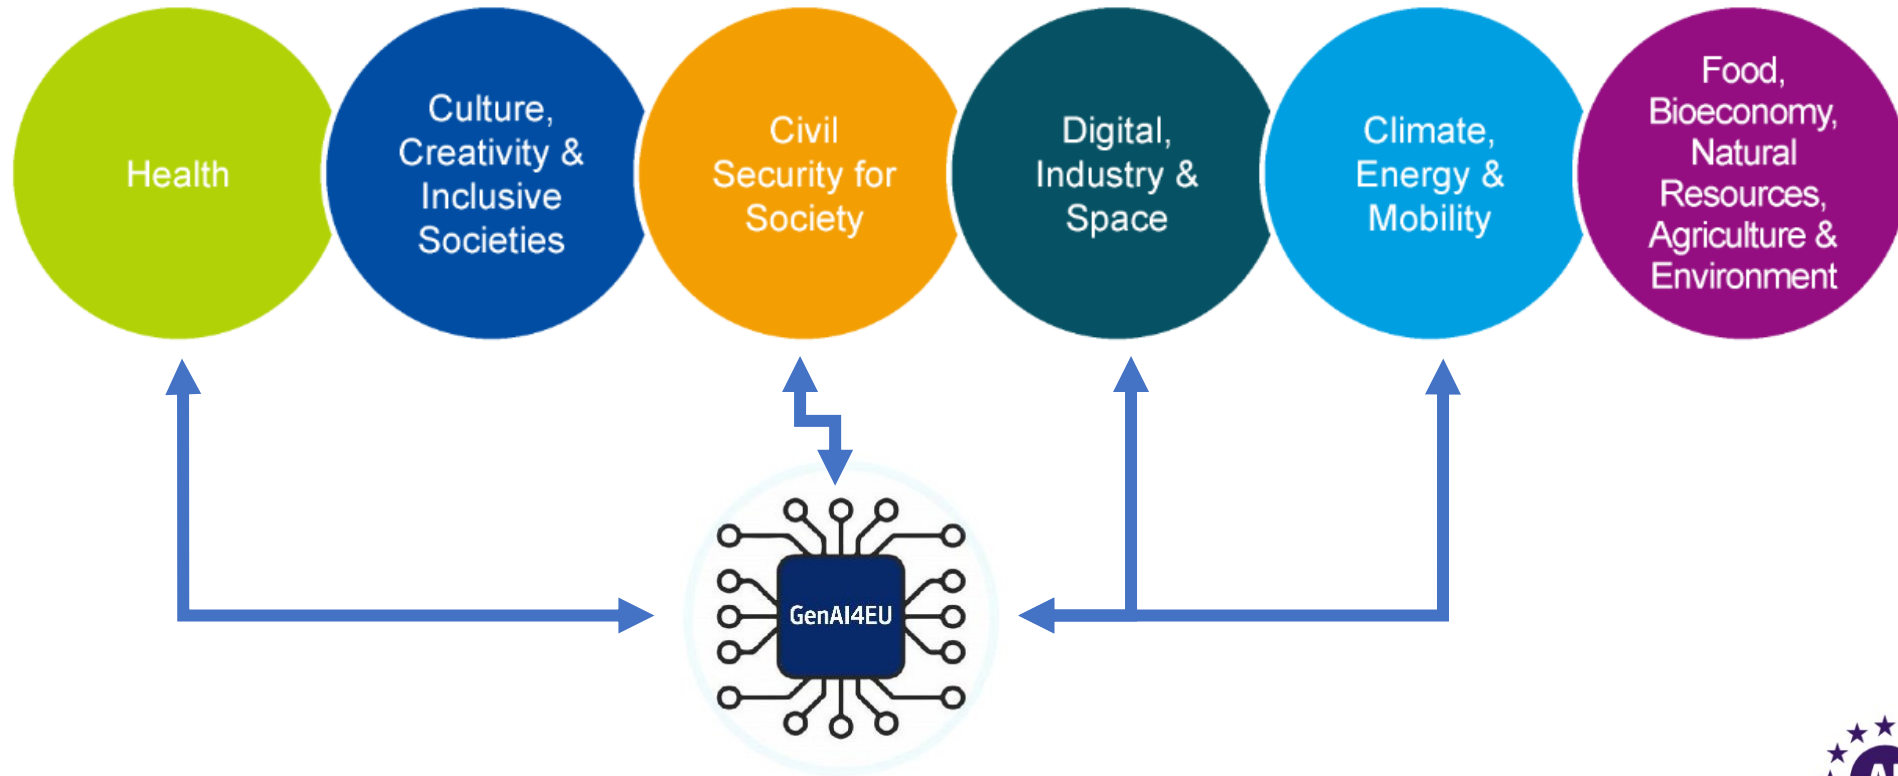 Health
Culture,
Creativity &
Inclusive
Societies
Civil
Security for
Society
Digital,
Industry &
Space
Climate,
Energy &
Mobility
Food,
Bioeconomy,
Natural
Resources,
Agriculture &
Environment
GenAI4EU